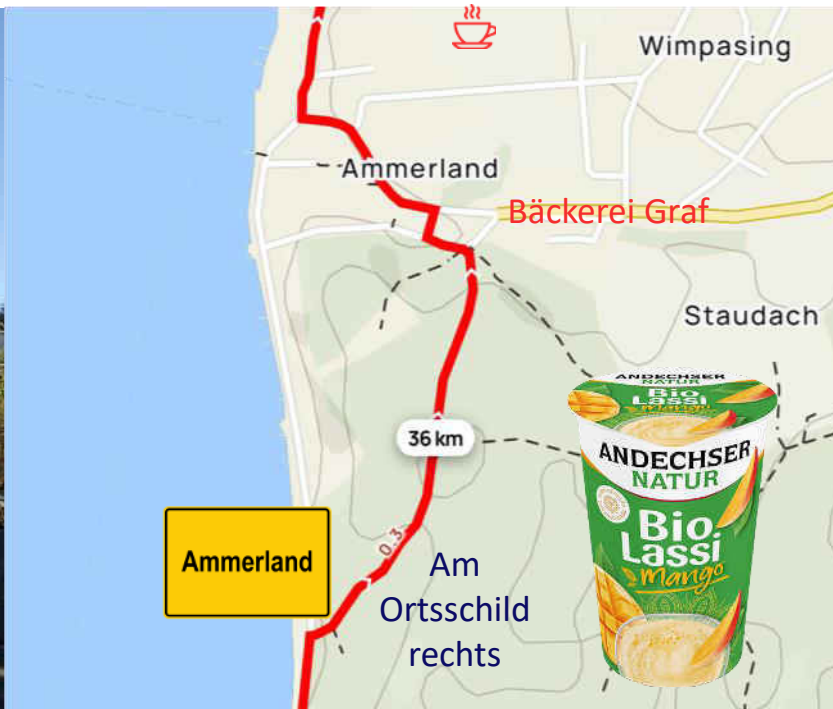 Wimpasing
Ammerland
Bäckerei Graf
Staudach
36 km
ANDECHSER
NATUR
Bio
Lassi
mango
ANDECHSER
NATUR
Bio
Lassi
mango
Ammerland
0,3
Am
Ortsschild
rechts